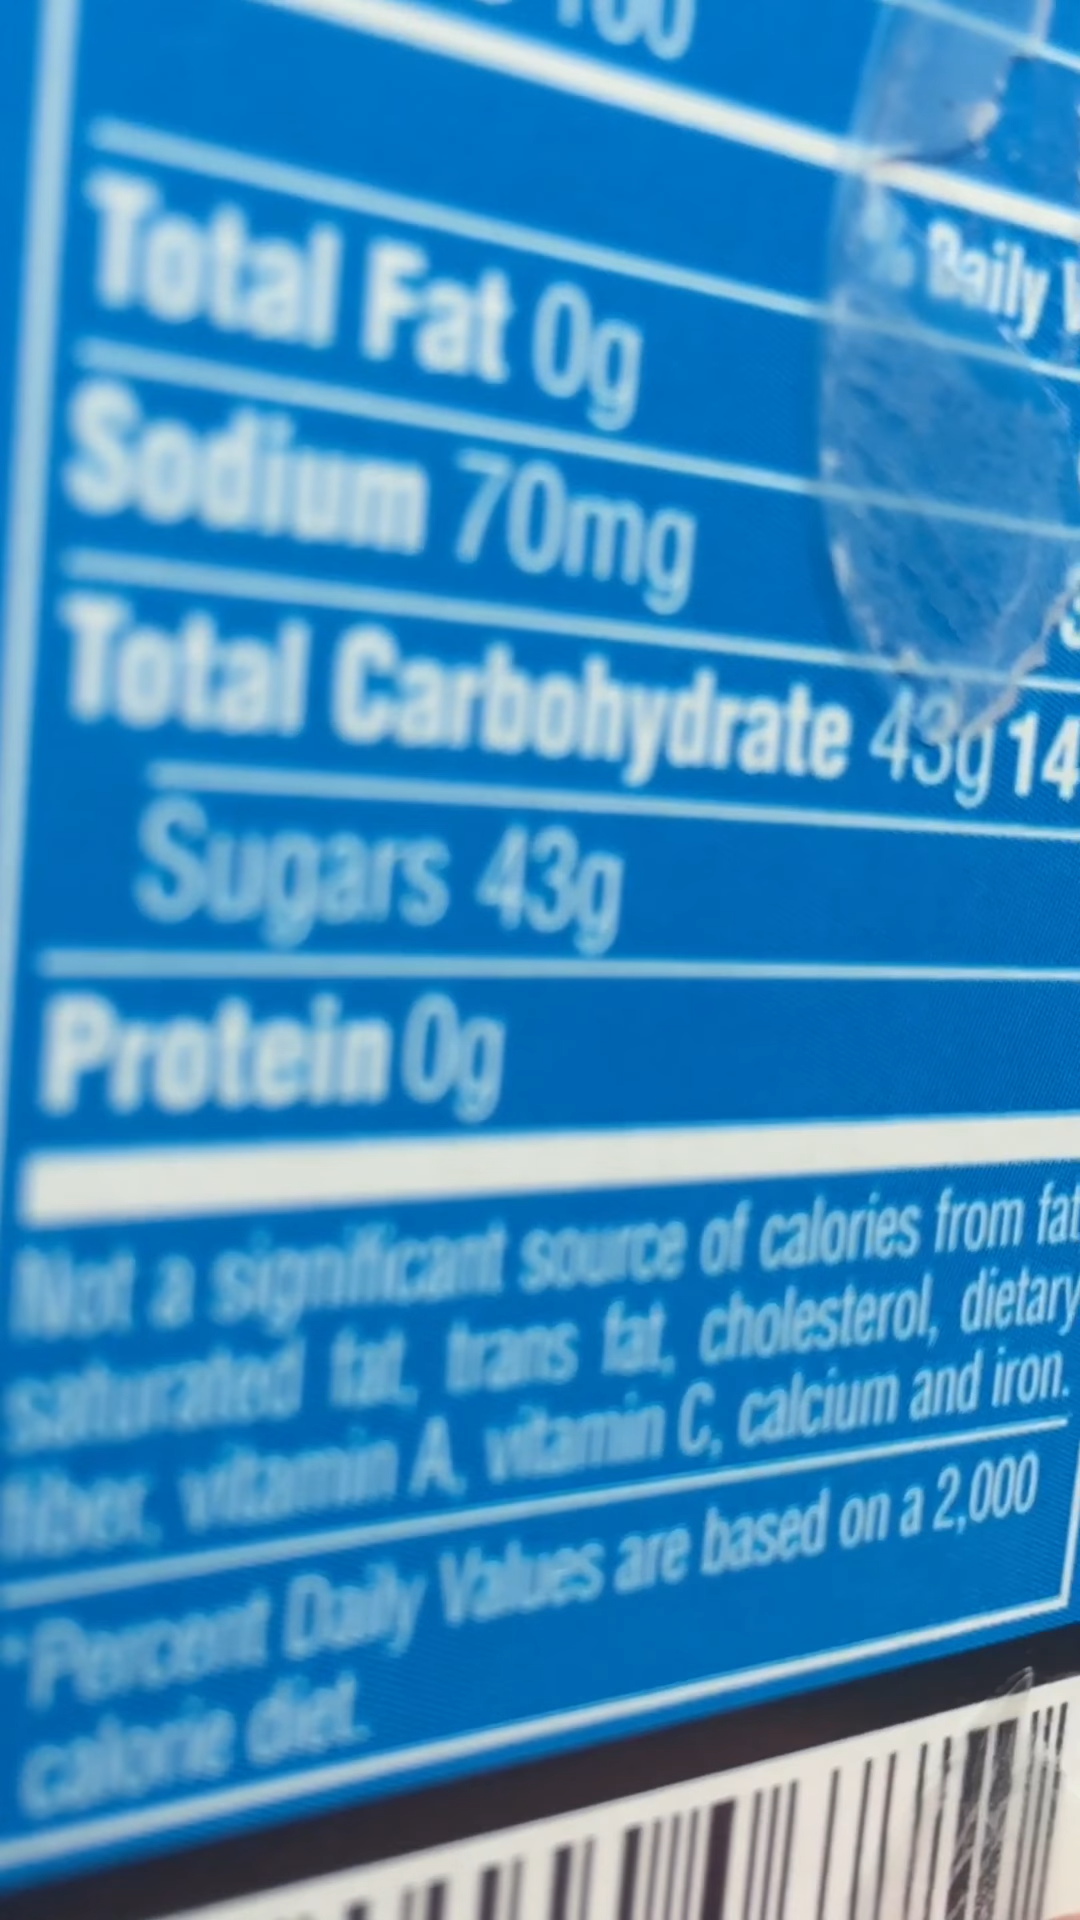 Daily
Total Fat 0g
Sodium 70mg
Total Carbohydrate 43g 14
Sugars 43g
Protein 0g
Not a significant source of calories from fat
saturated fat, trans fat, cholesterol, dietary
fiber, vitamin A, vitamin C, calcium and iron.
*Percent Daily Values are based on a 2,000
calorie diet.